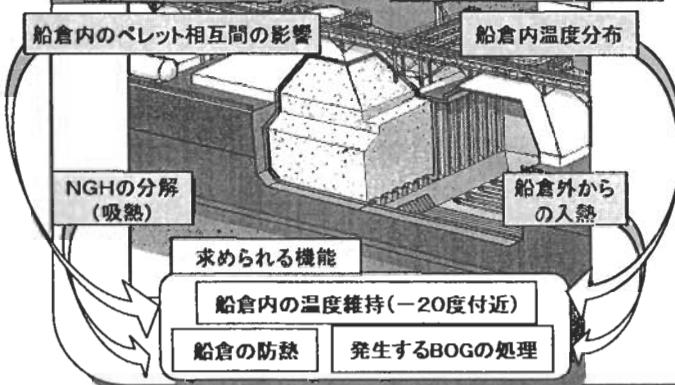 船倉内のペレット相互間の影響
船倉内温度分布
NGHの分解
(吸熱)
船倉外から
の入熱
求められる機能
船倉内の温度維持(-20度付近)
船倉の防熱
発生するBOGの処理